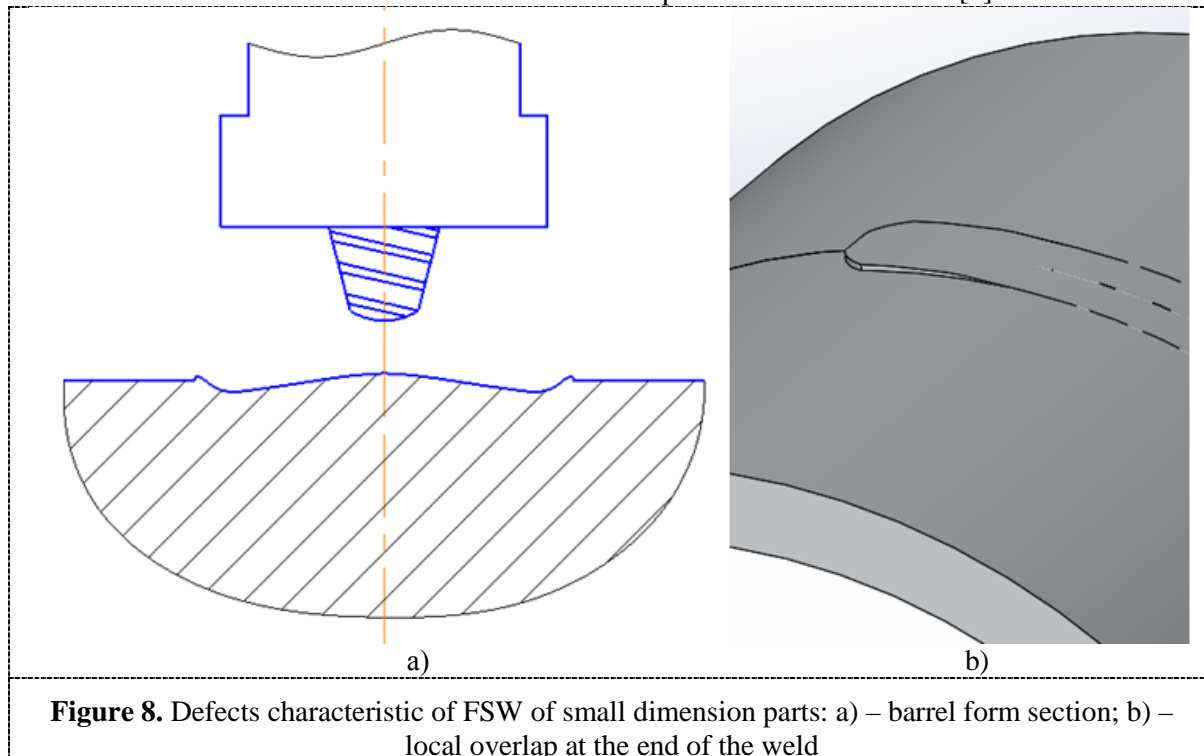 a)
b)
Figure 8. Defects characteristic of FSW of small dimension parts: a) – barrel form section; b) –
local overlap at the end of the weld